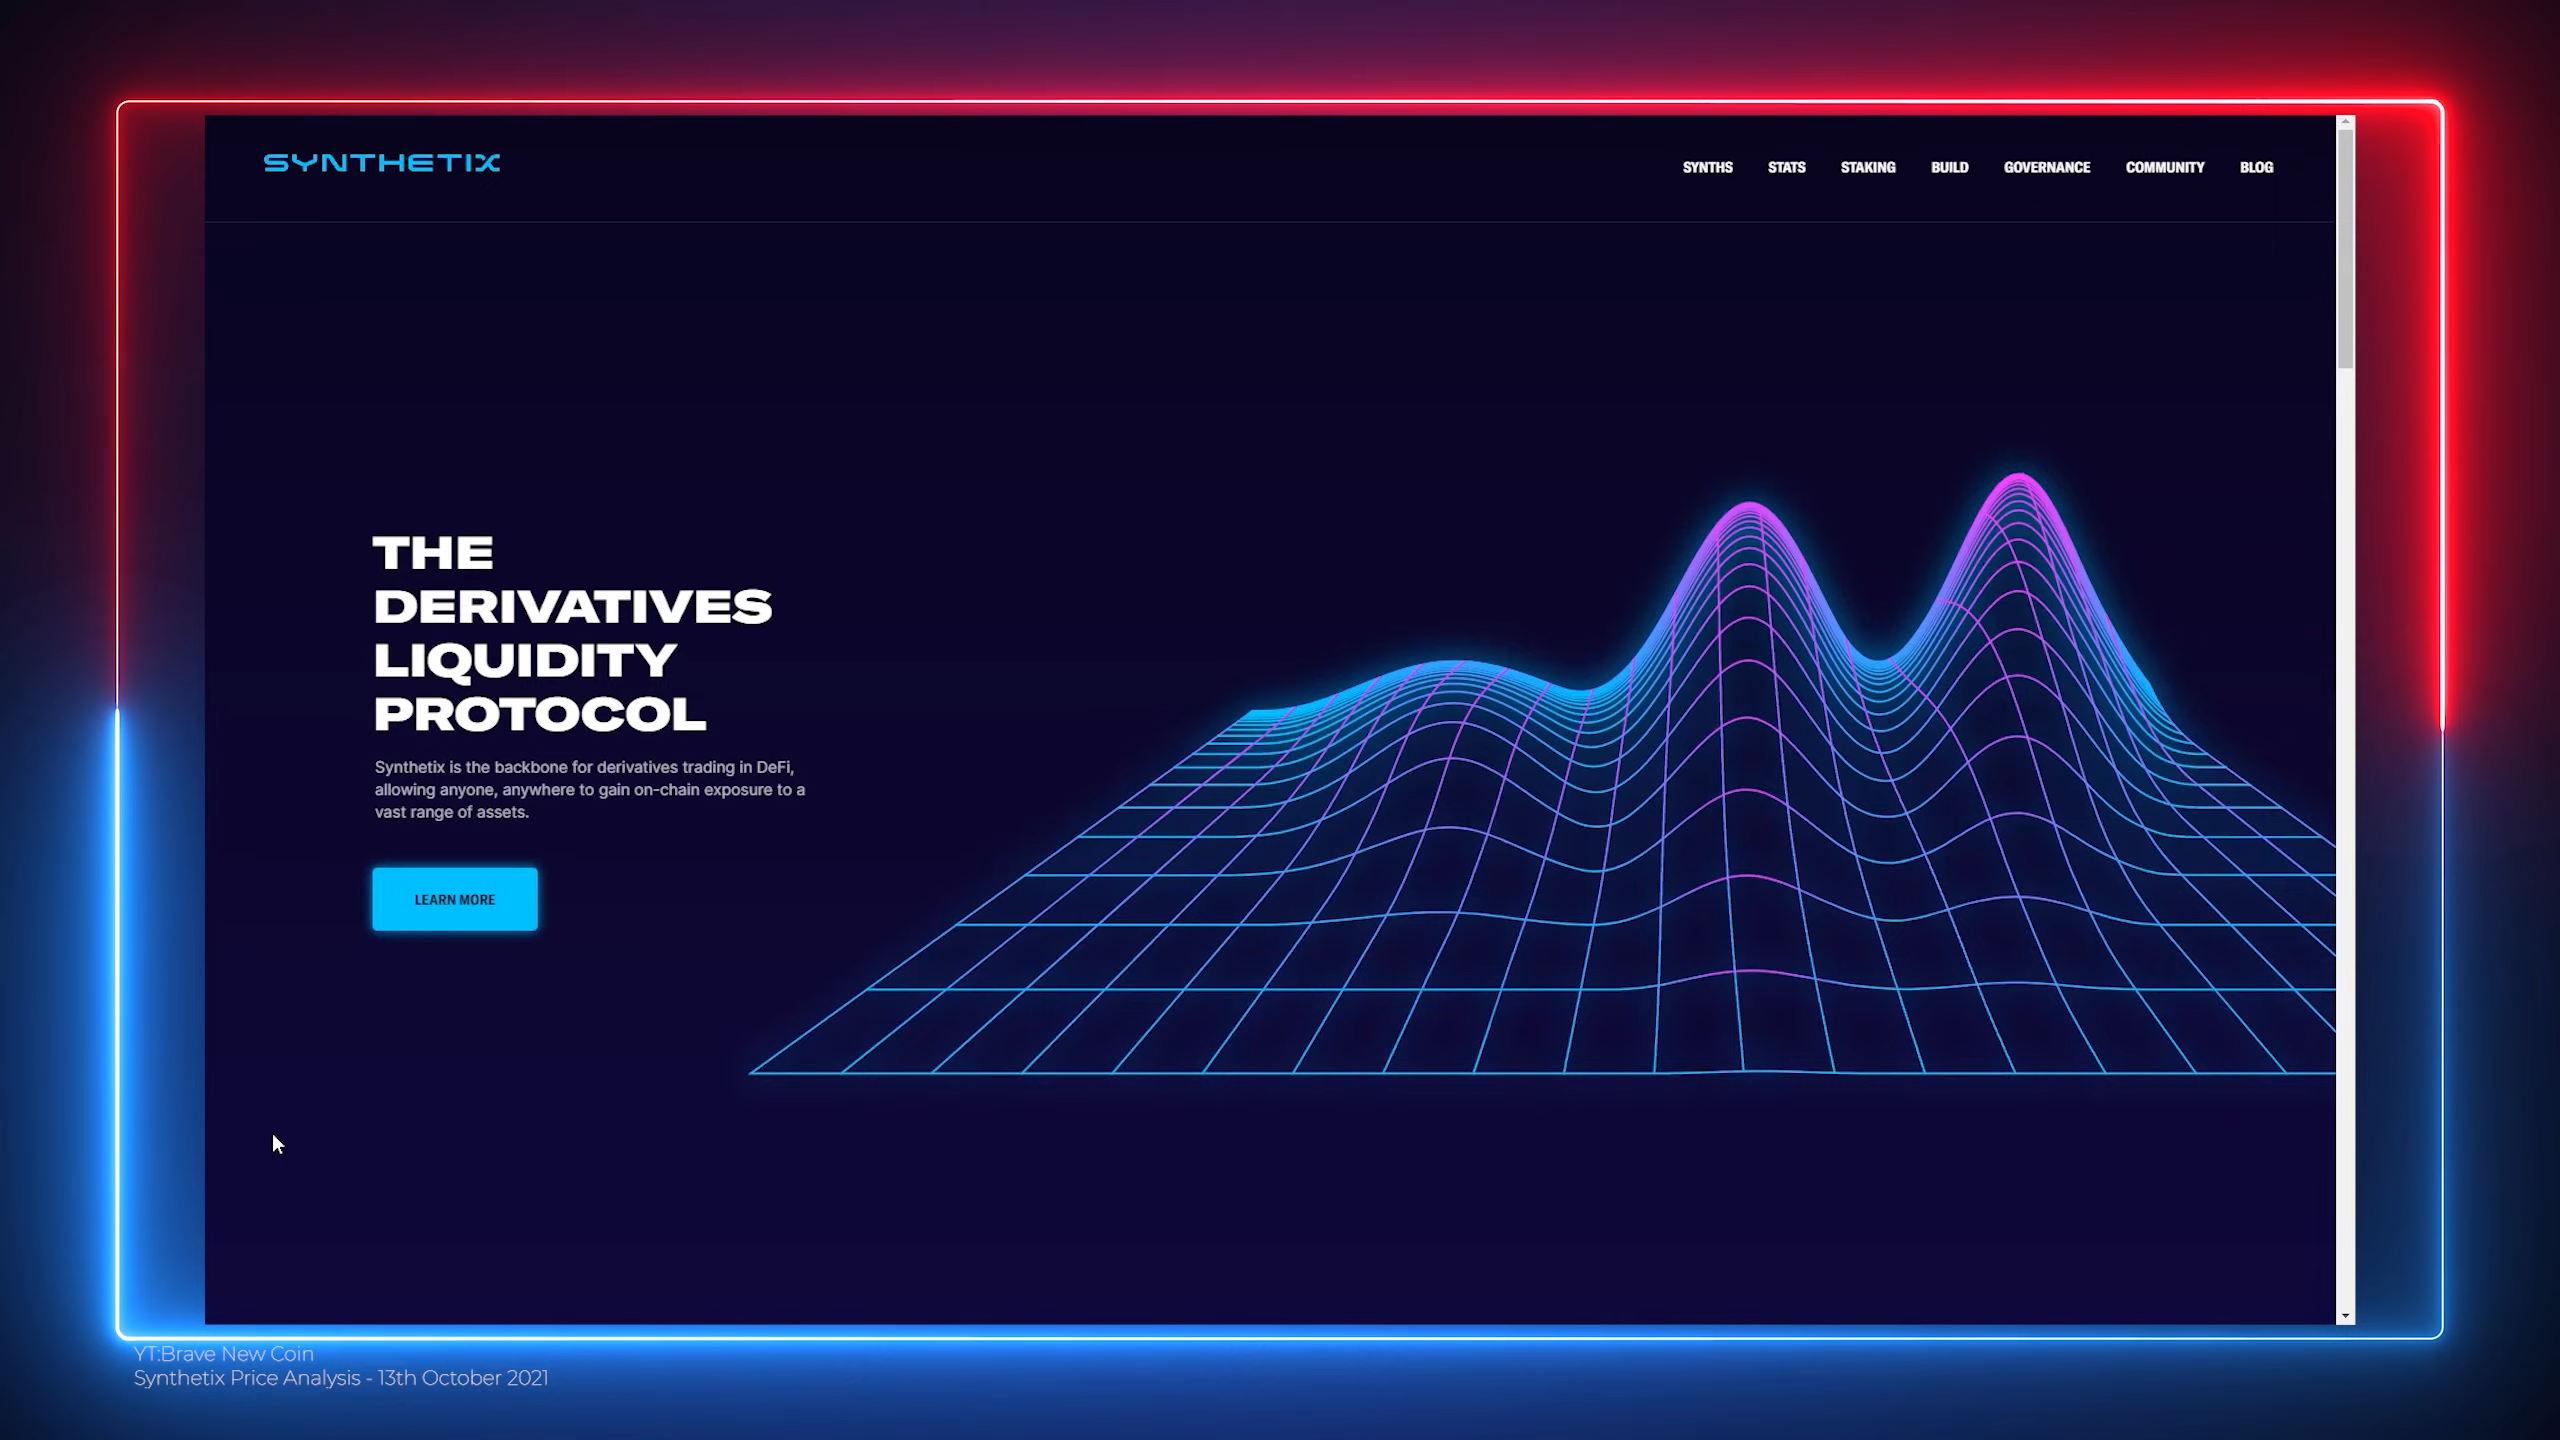 SYNTHETIX
SYNTHS STATS STAKING BUILD GOVERNANCE COMMUNITY BLOG
THE
DERIVATIVES
LIQUIDITY
PROTOCOL
Synthetix is the backbone for derivatives trading in DeFi,
allowing anyone, anywhere to gain on-chain exposure to a
vast range of assets.
LEARN MORE
YT:Brave New Coin
Synthetix Price Analysis - 13th October 2021